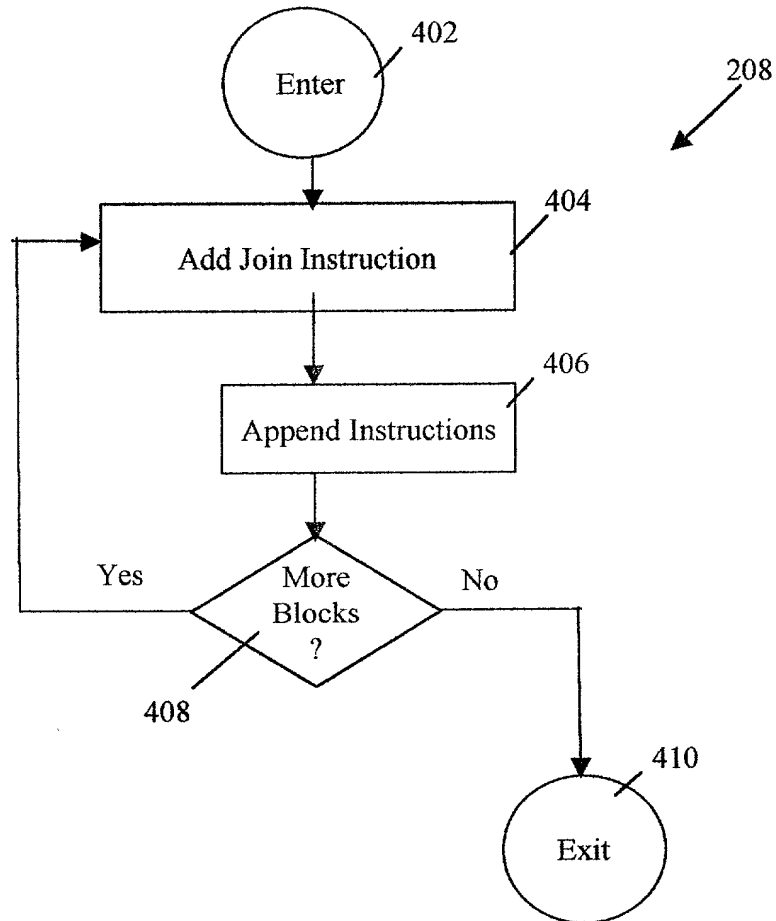 402
Enter
208
404
Add Join Instruction
406
Append Instructions
Yes
More
Blocks
?
No
408
410
Exit